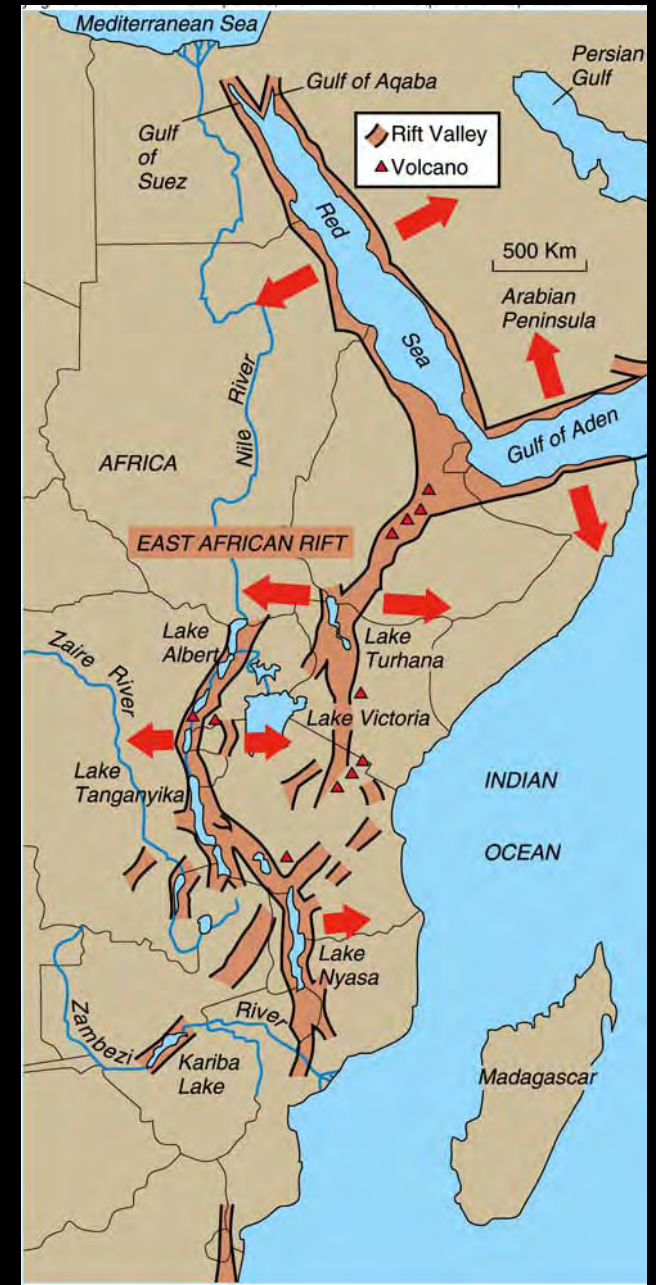 Mediterranean Sea
Persian
Gulf
Gulf of Aqaba
Gulf
of
Suez
Rift Valley
Volcano
Red
Sea
500 Km
Arabian
Peninsula
Nile River
AFRICA
Gulf of Aden
EAST AFRICAN RIFT
Lake
Albert
Zaire River
Lake
Turhana
Lake Victoria
Lake
Tanganyika
INDIAN
OCEAN
Lake
Nyasa
Zambezi
River
Kariba
Lake
Madagascar